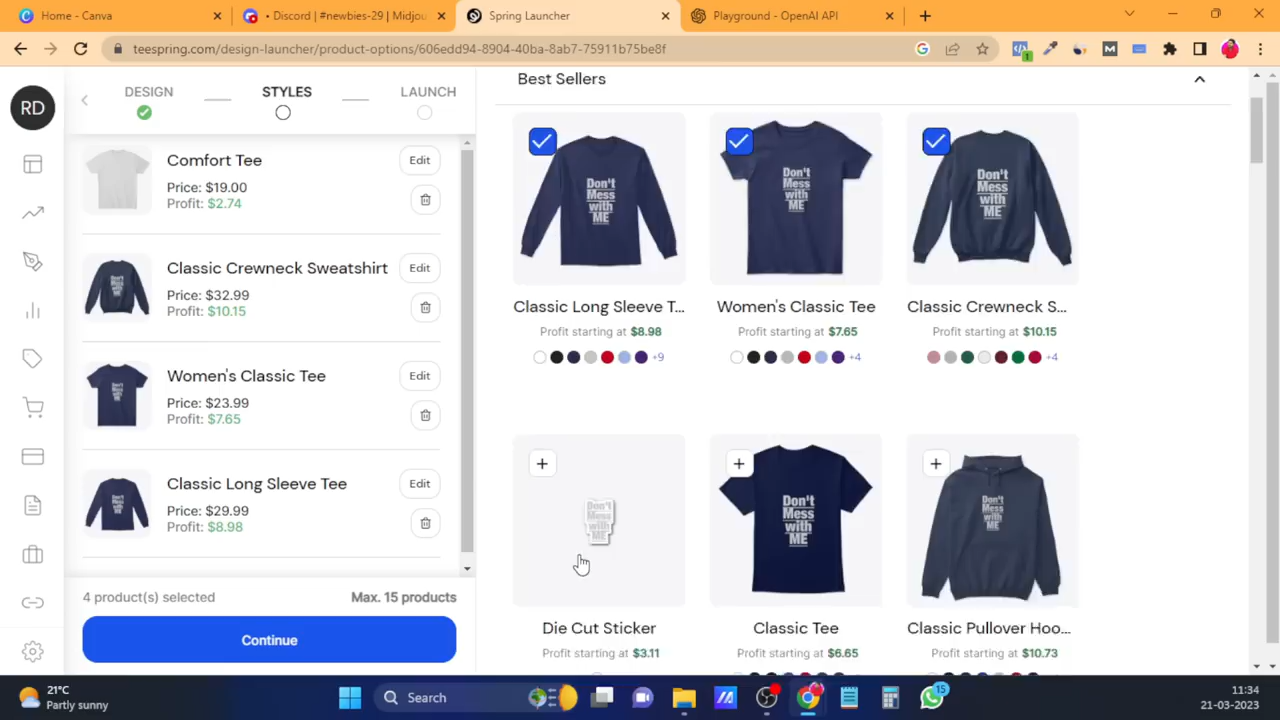 Home - Canva
• Discord | #newbies-29 | Midjou
Spring Launcher
Playground - OpenAI API
teespring.com/design-launcher/product-options/606edd94-8904-40ba-8ab7-75911b75be8f
RD
DESIGN
STYLES
LAUNCH
Comfort Tee
Edit
Price: $19.00
Profit: $2.74
Classic Crewneck Sweatshirt
Edit
Price: $32.99
Profit: $10.15
Women's Classic Tee
Edit
Price: $23.99
Profit: $7.65
Classic Long Sleeve Tee
Edit
Price: $29.99
Profit: $8.98
4 product(s) selected
Max. 15 products
Continue
Best Sellers
Don't
Mess
with
ME
Don't
Mess
with
ME
Don't
Mess
with
ME
Classic Long Sleeve T...
Women's Classic Tee
Classic Crewneck S...
Profit starting at $8.98
Profit starting at $7.65
Profit starting at $10.15
+9
+4
+4
Don't
Mess
with
ME
Don't
Mess
with
ME
Don't
Mess
with
ME
Die Cut Sticker
Classic Tee
Classic Pullover Hoo...
Profit starting at $3.11
Profit starting at $6.65
Profit starting at $10.73
21°C
Partly sunny
Search
15
11:34
21-03-2023